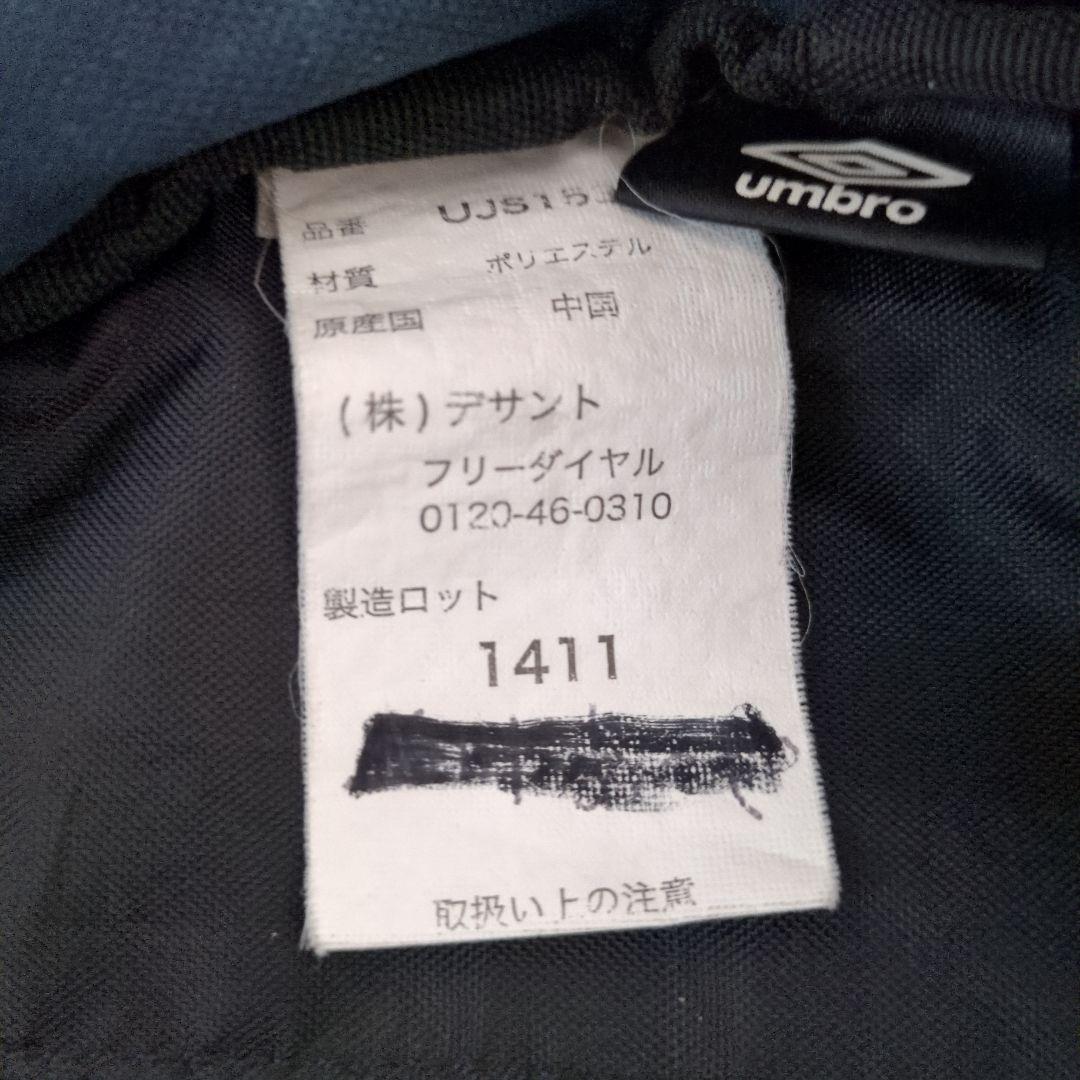 umbro
品番
材質 ポリエステル
原産国 中国
(株)デサント
フリーダイヤル
0120-46-0310
製造ロット
1411
取扱い上の注意